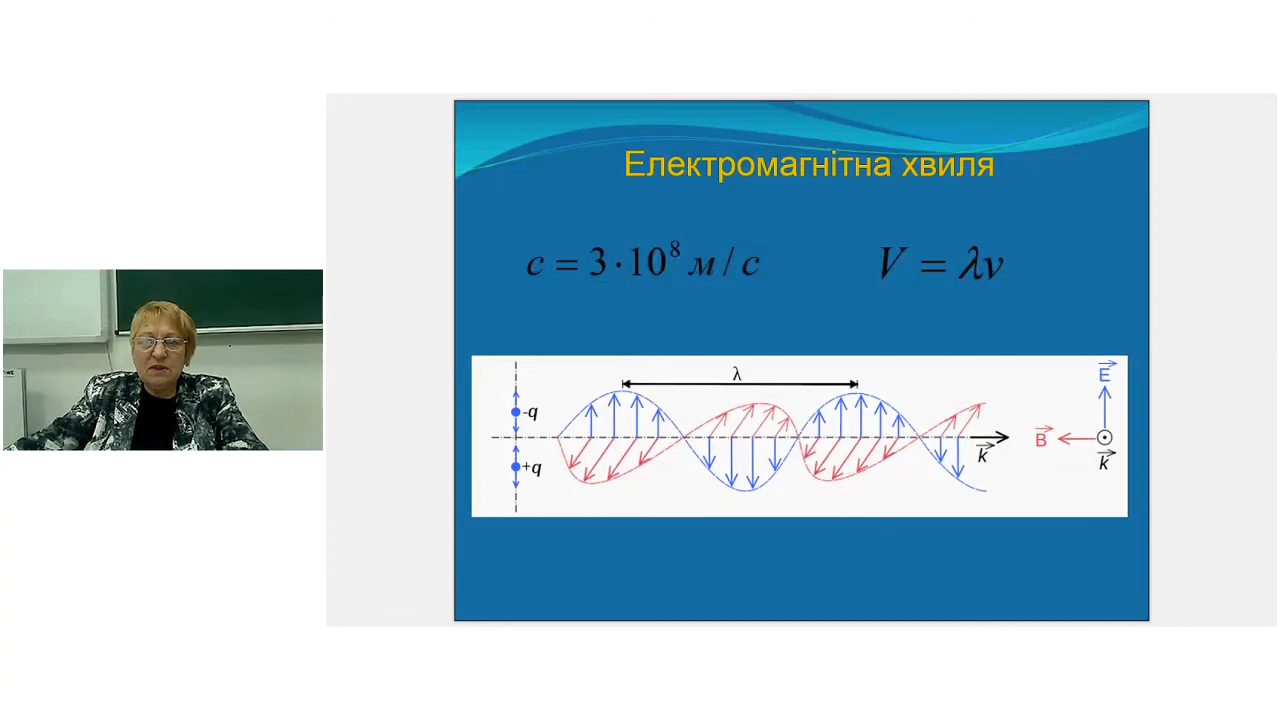 Електромагнітна хвиля
c = 3·10⁸ м/с
V = λν
λ
-q
+q
k
E
B
k